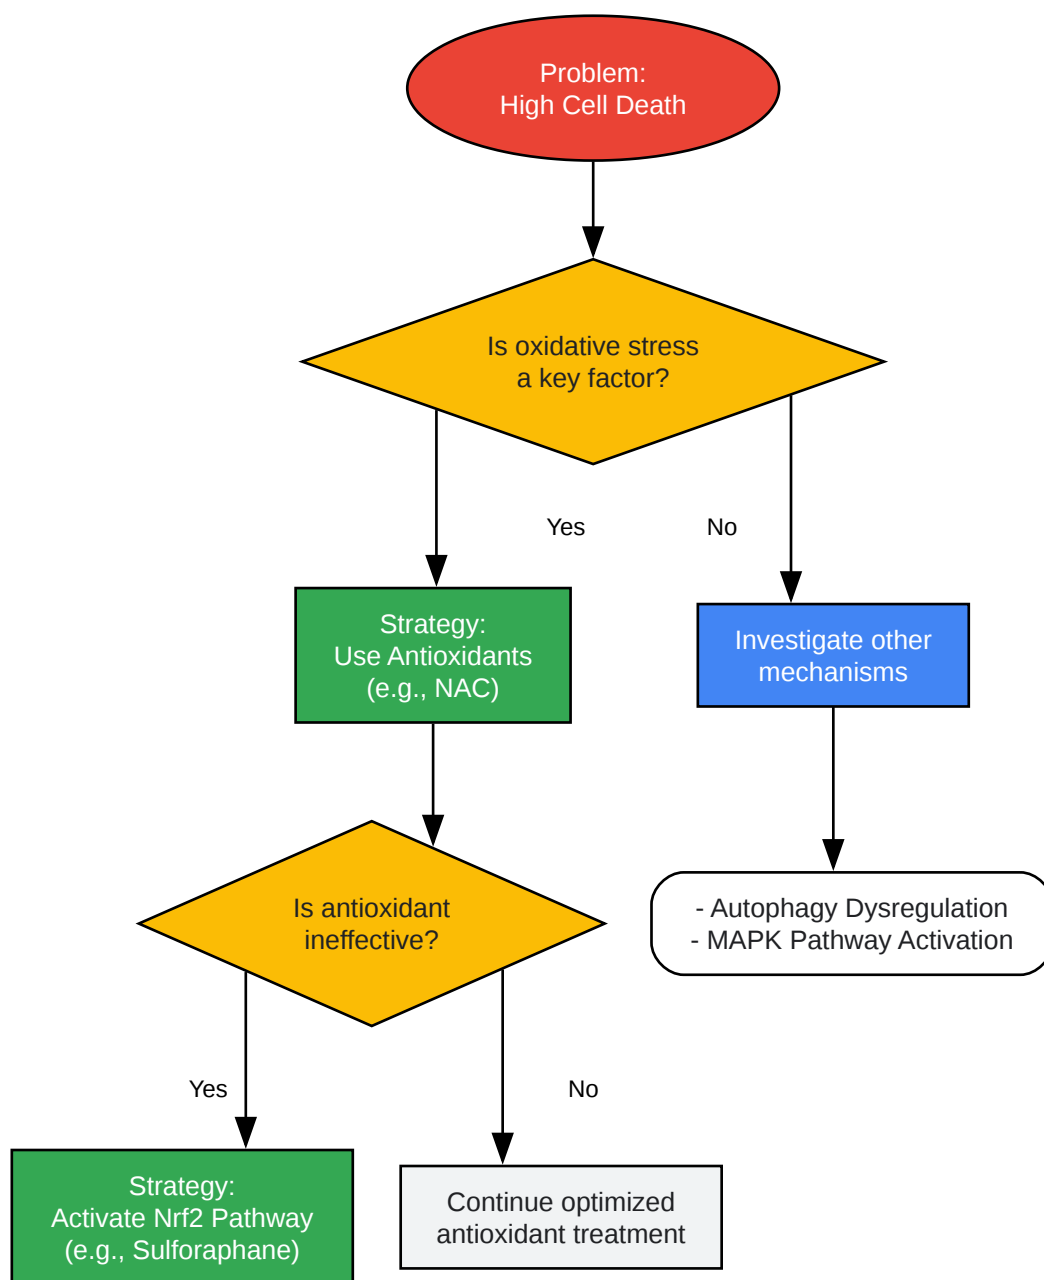 Problem:
High Cell Death
Is oxidative stress
a key factor?
Yes
No
Strategy:
Use Antioxidants
(e.g., NAC)
Investigate other
mechanisms
Is antioxidant
ineffective?
- Autophagy Dysregulation
- MAPK Pathway Activation
Yes
No
Strategy:
Activate Nrf2 Pathway
(e.g., Sulforaphane)
Continue optimized
antioxidant treatment